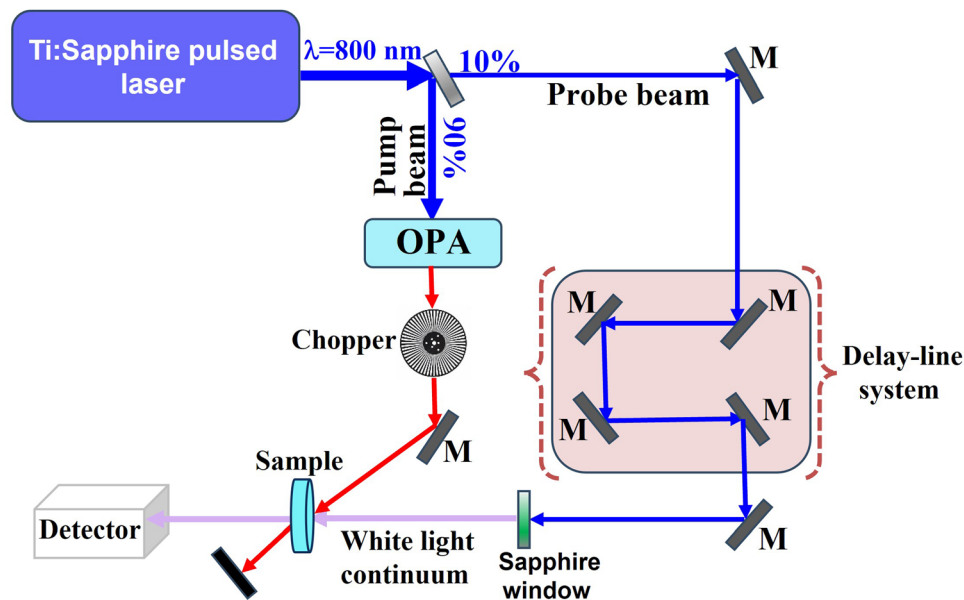 Ti:Sapphire pulsed
laser
λ=800 nm
10%
Probe beam
M
Pump
beam
90%
OPA
Chopper
M
M
M
M
M
Delay-line
system
Sample
Detector
White light
continuum
Sapphire
window
M